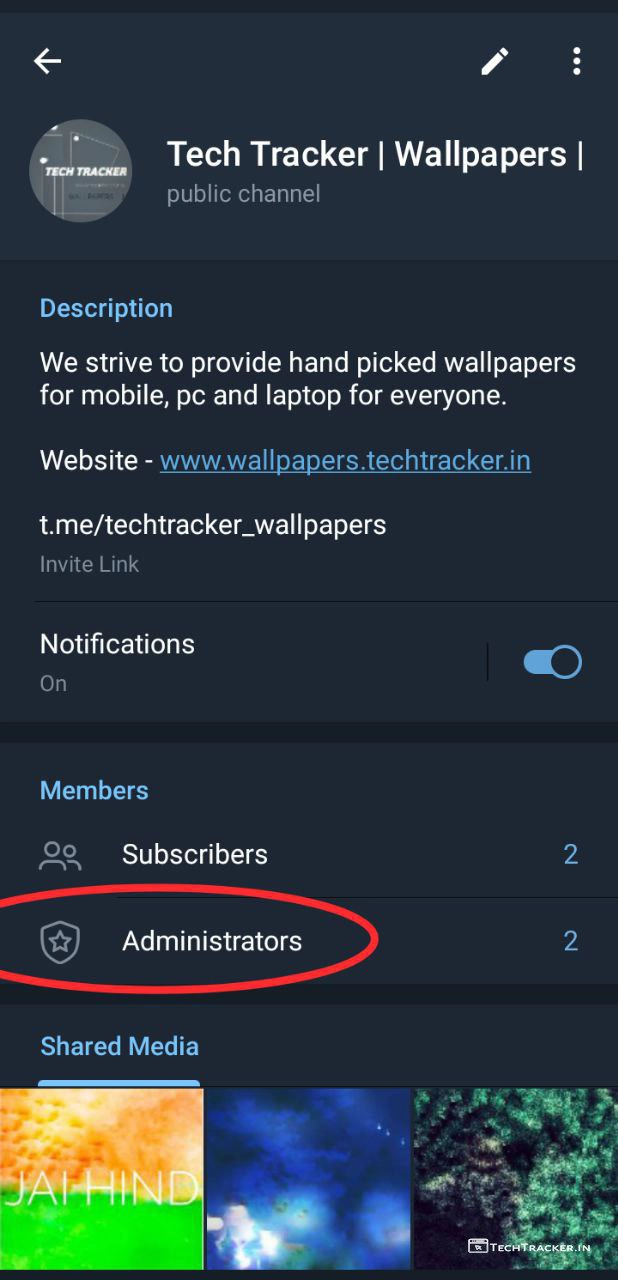 Tech Tracker | Wallpapers |
TECH TRACKER
public channel
Description
We strive to provide hand picked wallpapers
for mobile, pc and laptop for everyone.
Website - www.wallpapers.techtracker.in
t.me/techtracker_wallpapers
Invite Link
Notifications
On
Members
Subscribers 2
Administrators 2
Shared Media
JAI HIND
TECHTRACKER.IN